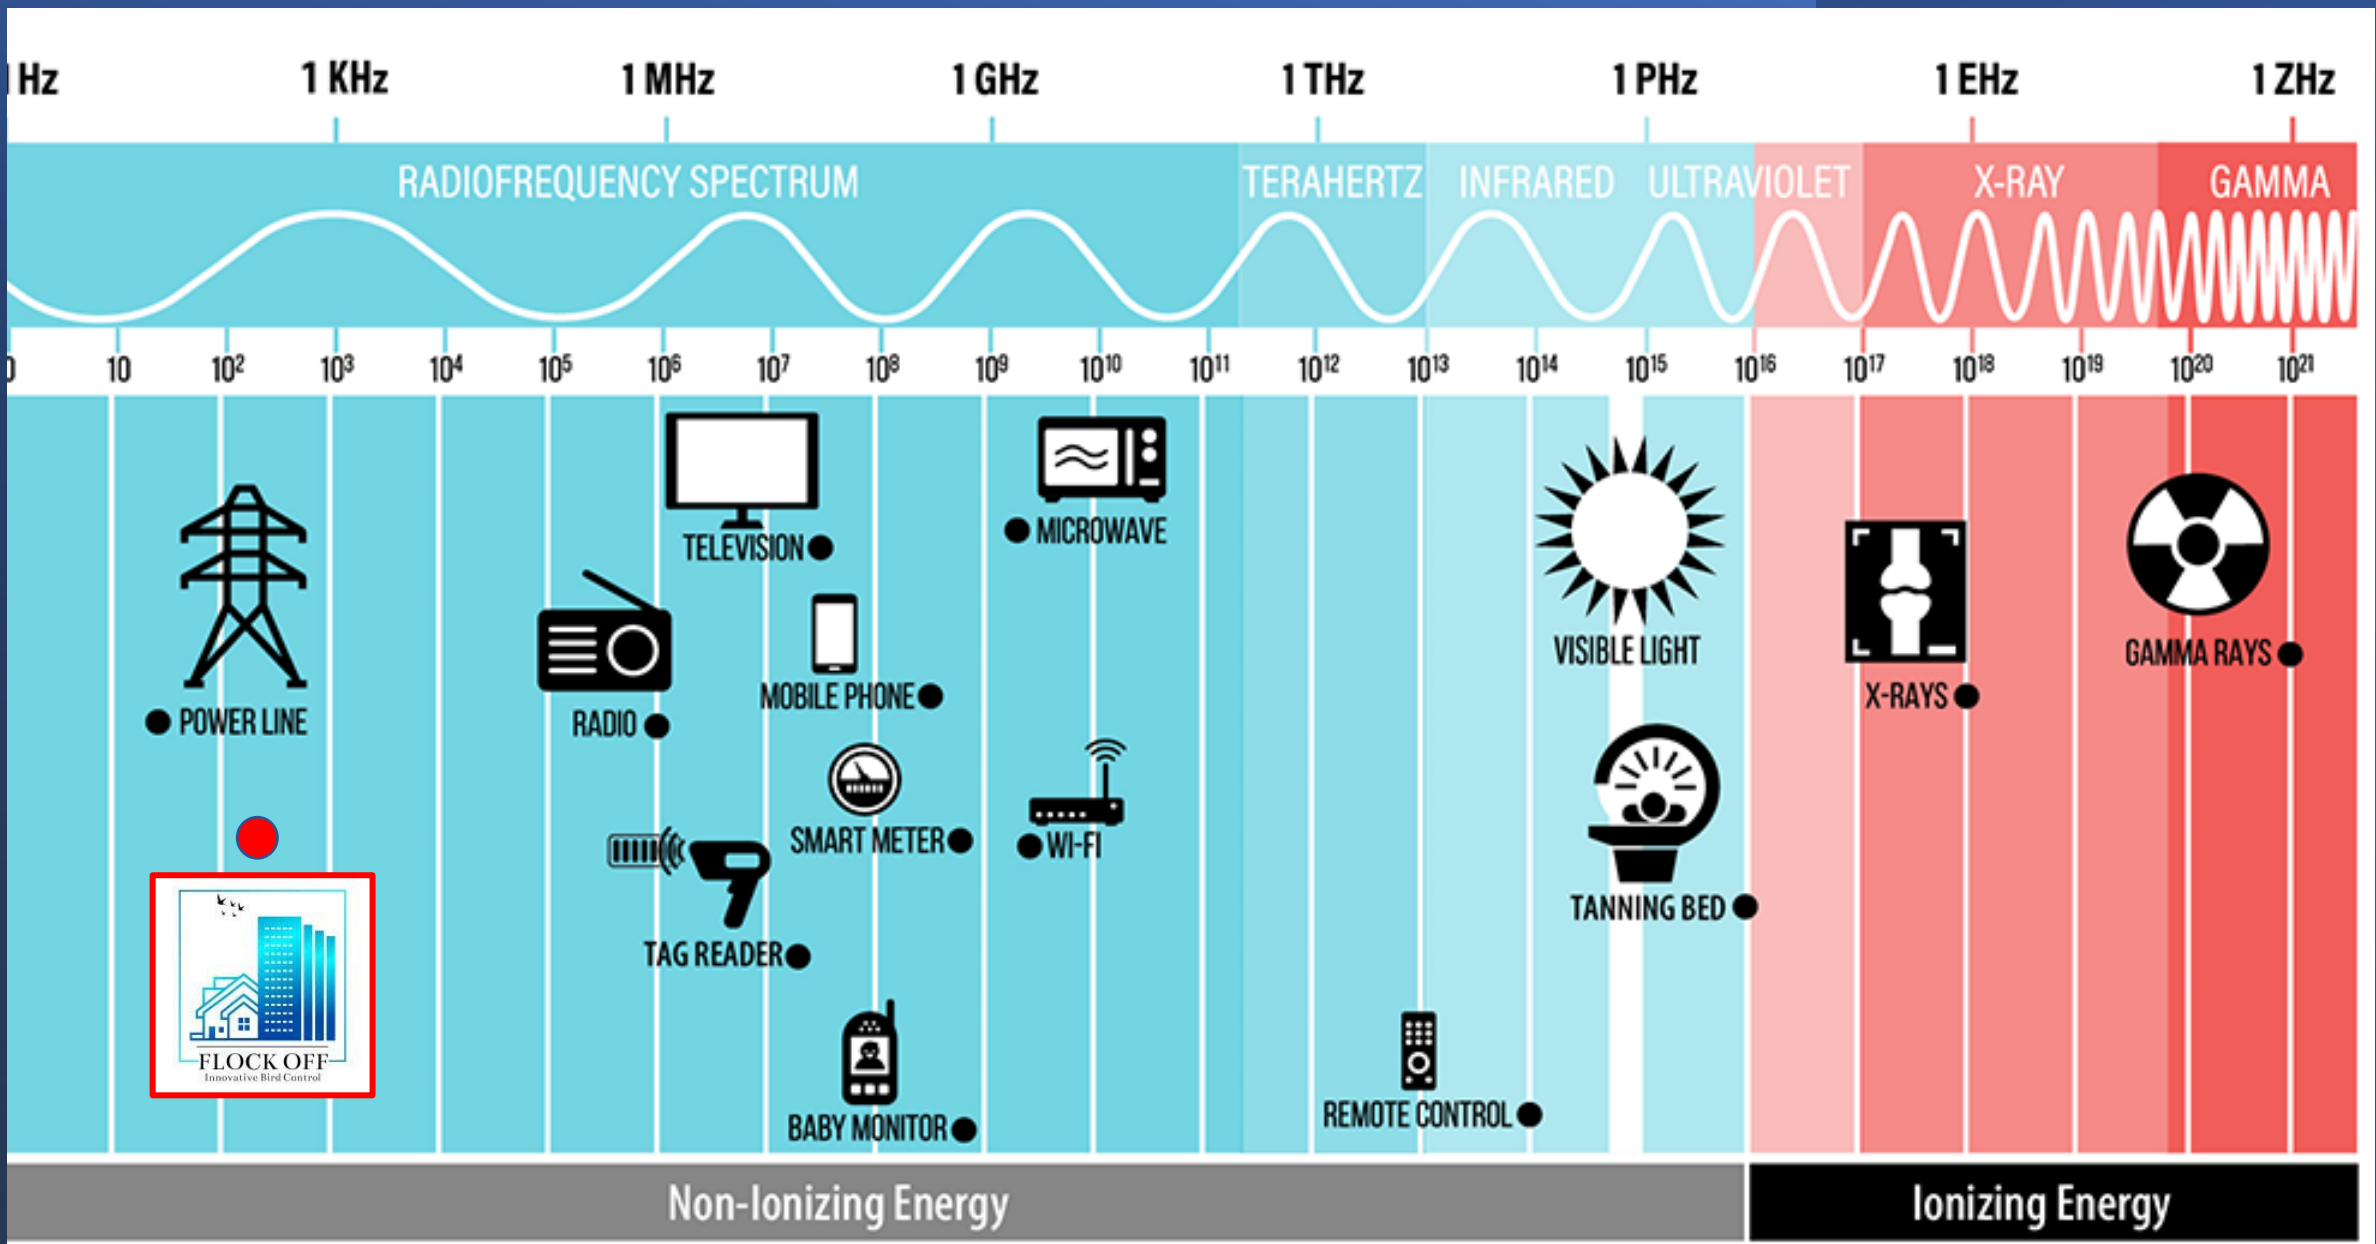 Hz 1 KHz 1 MHz 1 GHz 1 THz 1 PHz 1 EHz 1 ZHz
RADIOFREQUENCY SPECTRUM TERAHERTZ INFRARED ULTRAVIOLET X-RAY GAMMA
0 10 10² 10³ 10⁴ 10⁵ 10⁶ 10⁷ 10⁸ 10⁹ 10¹⁰ 10¹¹ 10¹² 10¹³ 10¹⁴ 10¹⁵ 10¹⁶ 10¹⁷ 10¹⁸ 10¹⁹ 10²⁰ 10²¹
MICROWAVE
TELEVISION
VISIBLE LIGHT
GAMMA RAYS
MOBILE PHONE
X-RAYS
POWER LINE
RADIO
SMART METER
WI-FI
TANNING BED
TAG READER
FLOCK OFF
Innovative Bird Control
REMOTE CONTROL
BABY MONITOR
Non-Ionizing Energy Ionizing Energy